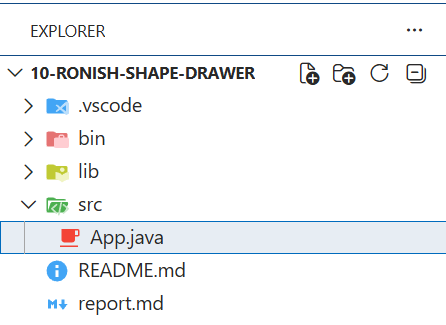 EXPLORER
10-RONISH-SHAPE-DRAWER
.vscode
bin
lib
src
App.java
README.md
report.md